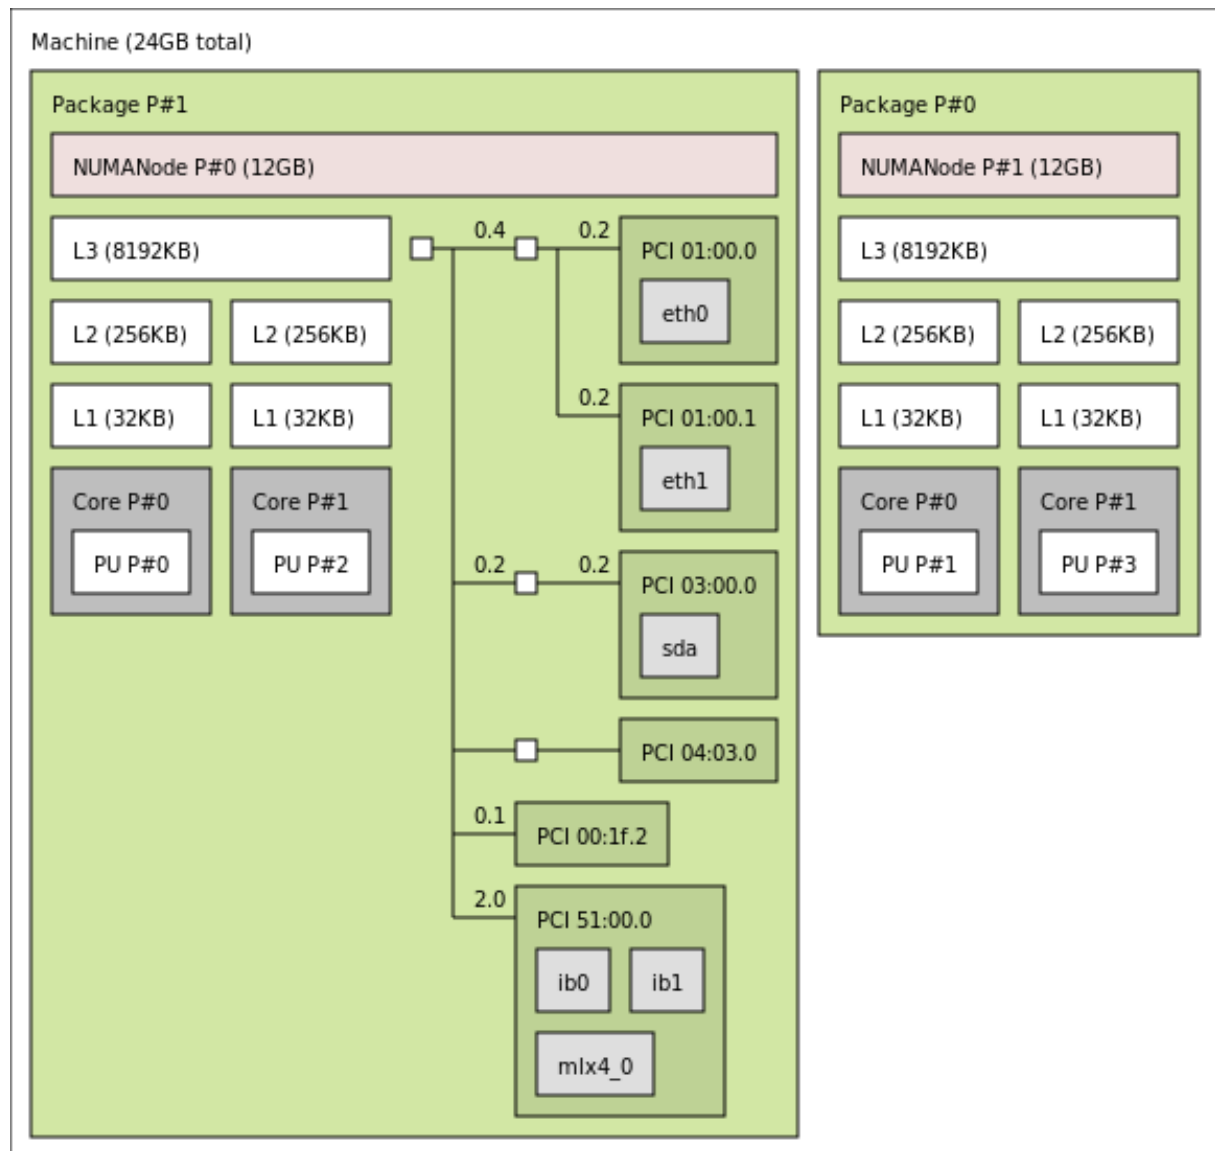 Machine (24GB total)
Package P#1
NUMANode P#0 (12GB)
L3 (8192KB)
L2 (256KB) L2 (256KB)
L1 (32KB) L1 (32KB)
Core P#0 Core P#1
PU P#0 PU P#2
0.4 0.2 PCI 01:00.0
eth0
0.2 PCI 01:00.1
eth1
0.2 0.2 PCI 03:00.0
sda
PCI 04:03.0
0.1 PCI 00:1f.2
2.0 PCI 51:00.0
ib0 ib1
mlx4_0
Package P#0
NUMANode P#1 (12GB)
L3 (8192KB)
L2 (256KB) L2 (256KB)
L1 (32KB) L1 (32KB)
Core P#0 Core P#1
PU P#1 PU P#3